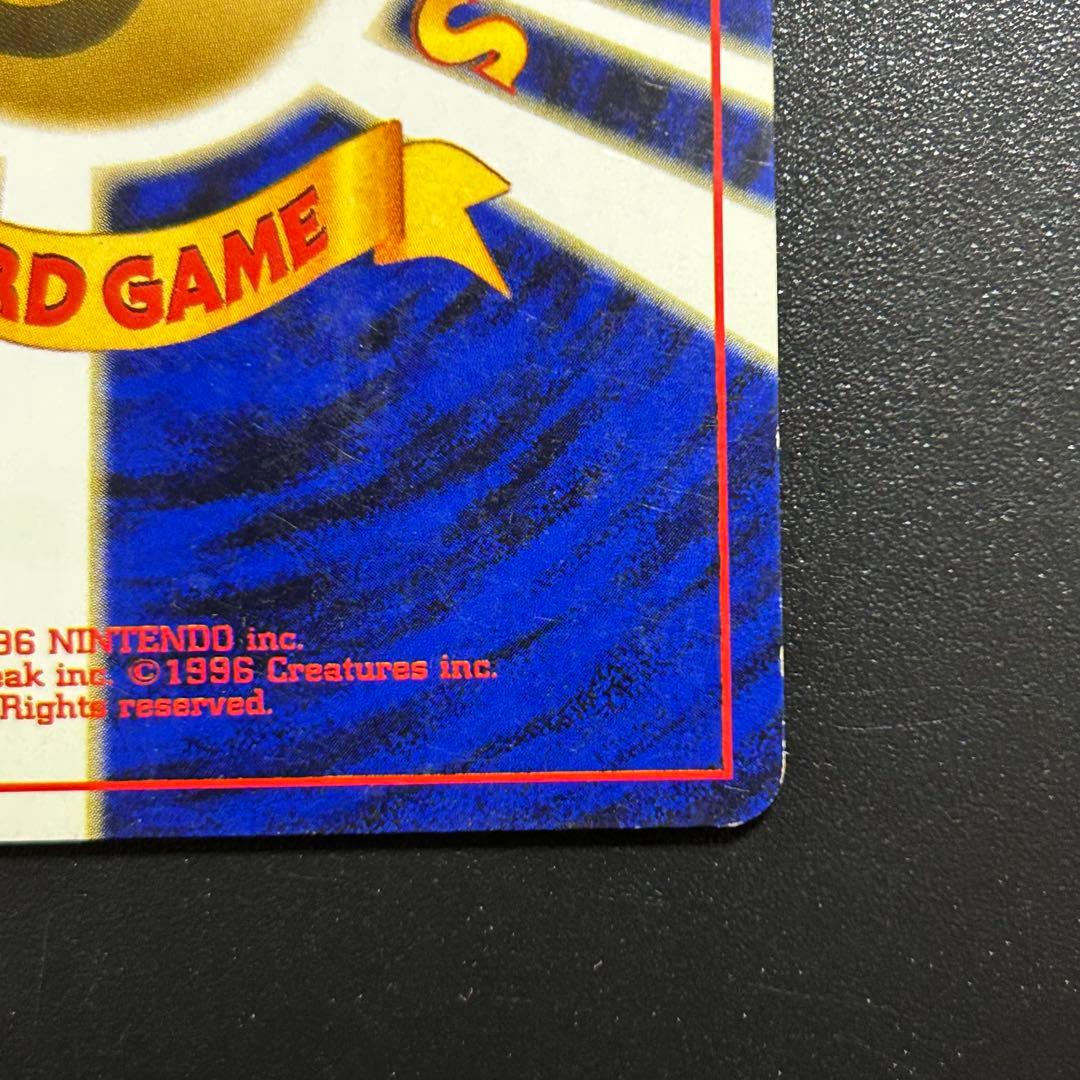 S
RD GAME
96 NINTENDO inc.
eak inc. ©1996 Creatures inc.
Rights reserved.